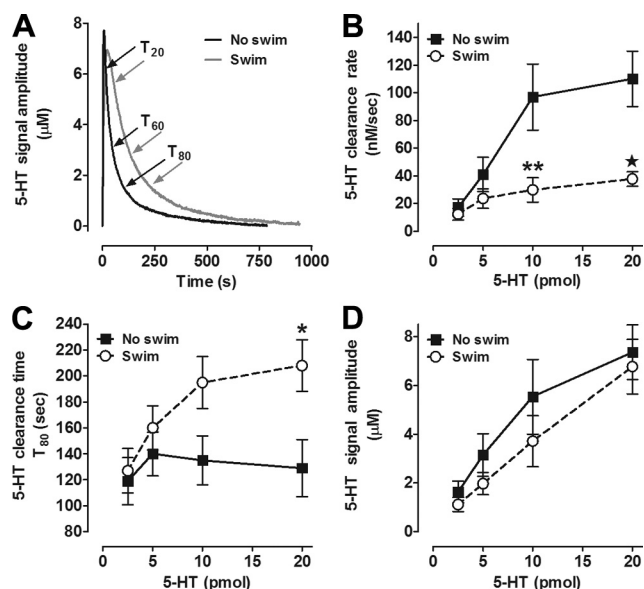 A
5-HT signal amplitude
(μM)
8
6
4
2
0
No swim
Swim
T20
T60
T80
0 250 500 750 1000
Time (s)
B
5-HT clearance rate
(nM/sec)
140
120
100
80
60
40
20
0
No swim
Swim
**
★
0 5 10 15 20
5-HT (pmol)
C
5-HT clearance time
T80 (sec)
240
220
200
180
160
140
120
100
80
No swim
Swim
*
0 5 10 15 20
5-HT (pmol)
D
5-HT signal amplitude
(μM)
8
6
4
2
0
No swim
Swim
0 5 10 15 20
5-HT (pmol)